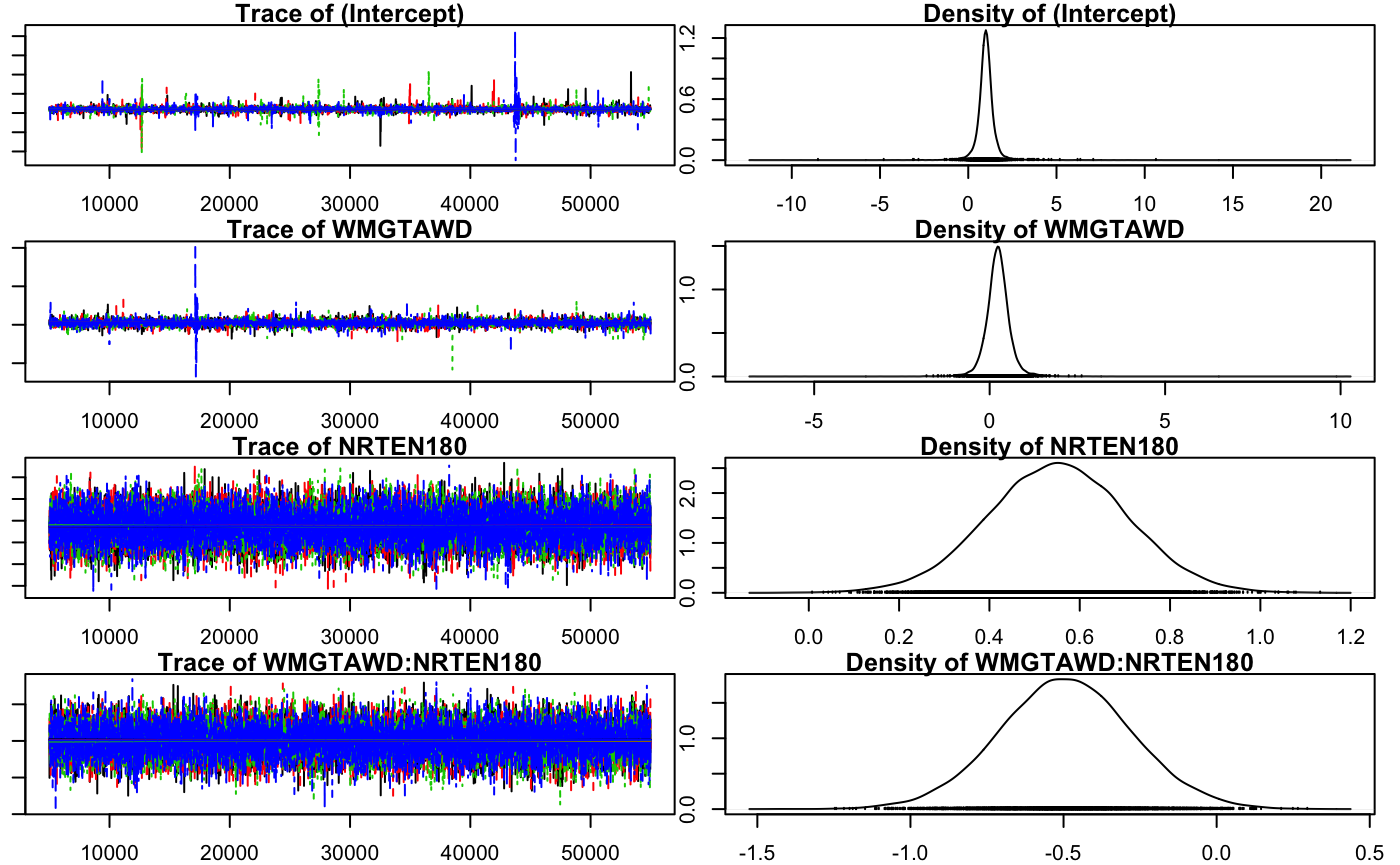 Trace of (Intercept)
10000 20000 30000 40000 50000
Density of (Intercept)
0.0 0.6 1.2
-10 -5 0 5 10 15 20
Trace of WMGTAWD
10000 20000 30000 40000 50000
Density of WMGTAWD
0.0 1.0
-5 0 5 10
Trace of NRTEN180
10000 20000 30000 40000 50000
Density of NRTEN180
0.0 1.0 2.0
0.0 0.2 0.4 0.6 0.8 1.0 1.2
Trace of WMGTAWD:NRTEN180
10000 20000 30000 40000 50000
Density of WMGTAWD:NRTEN180
0.0 1.0
-1.5 -1.0 -0.5 0.0 0.5